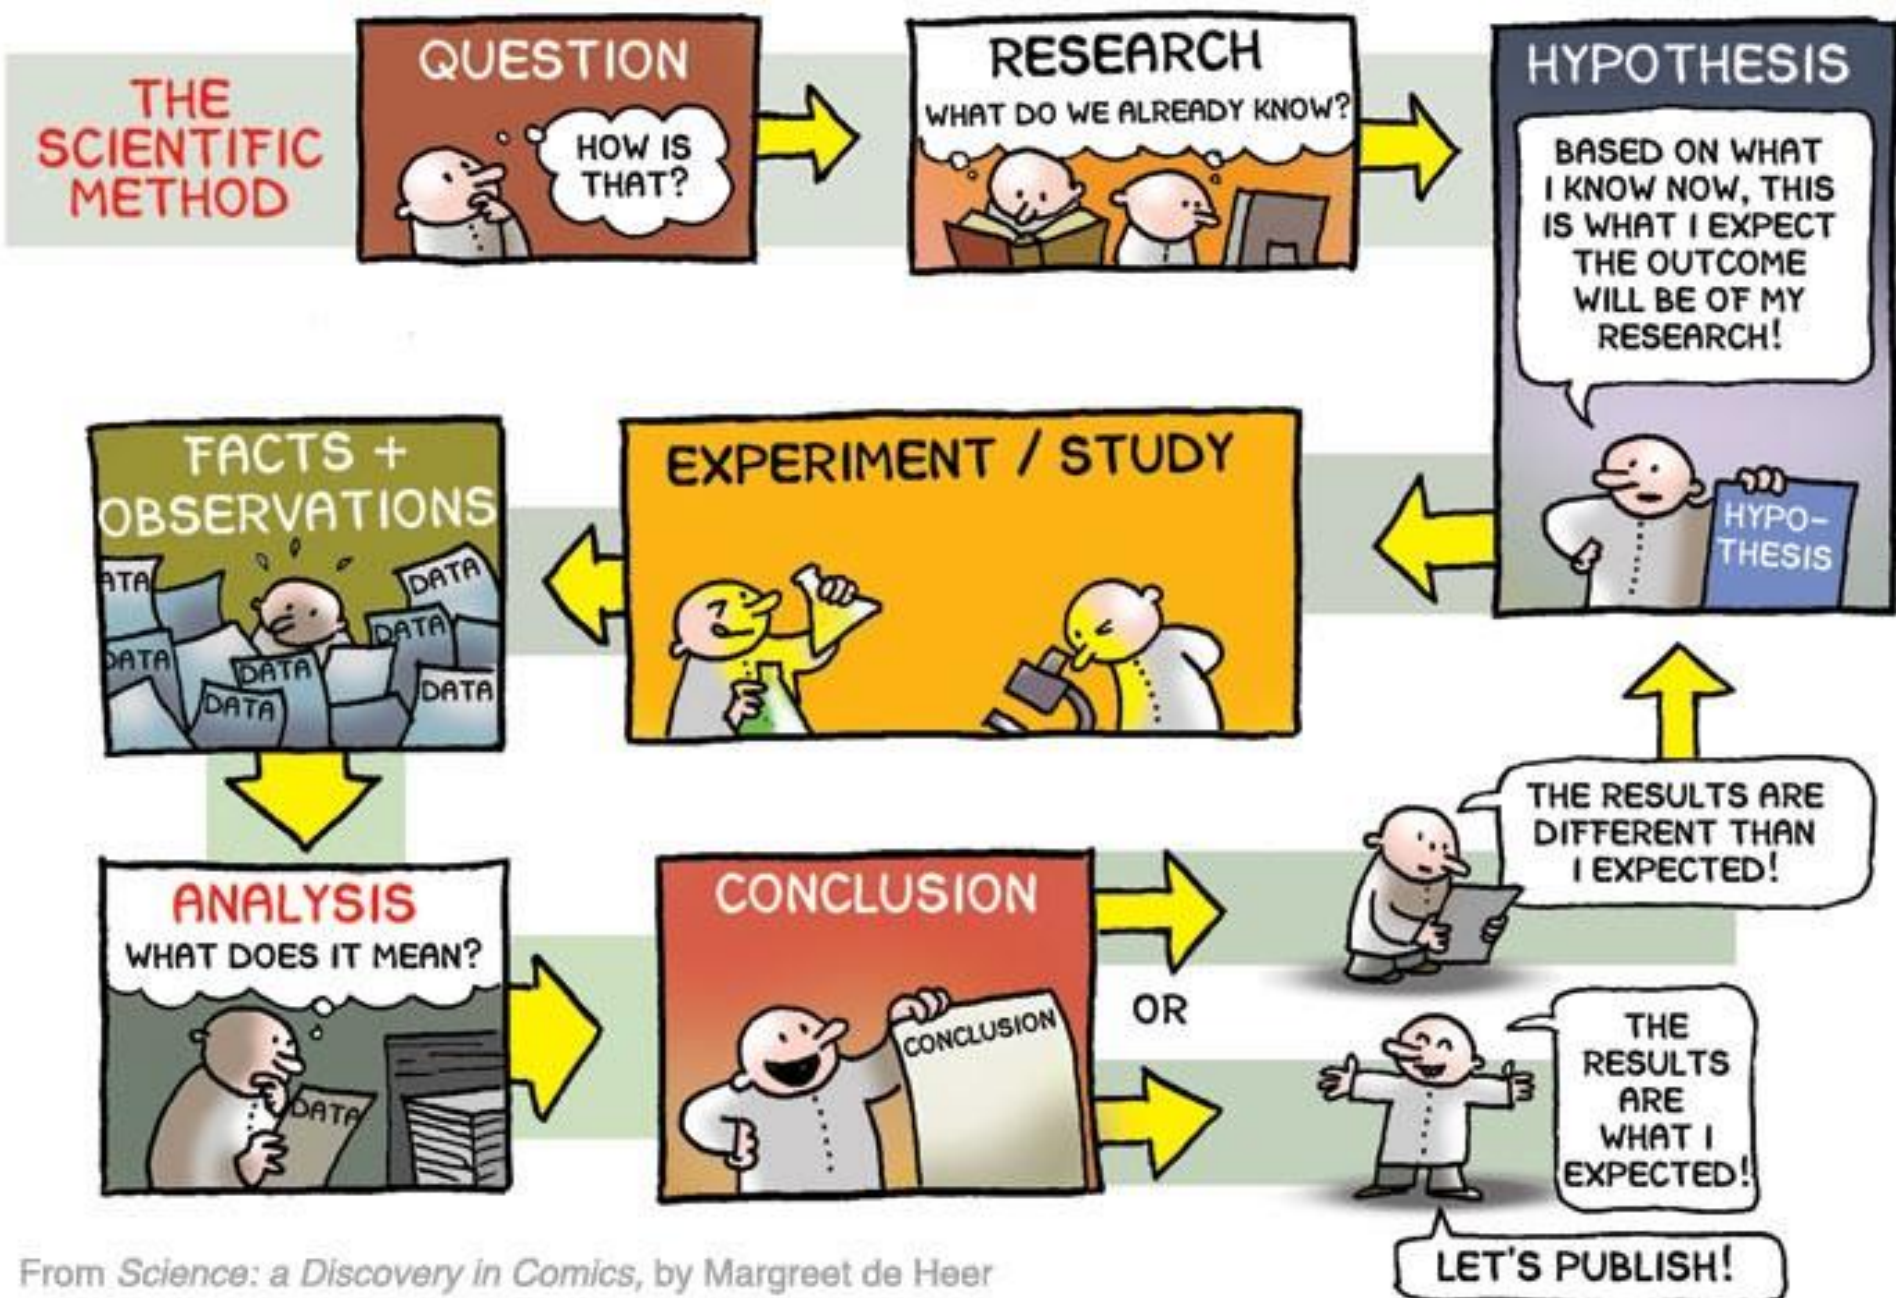 THE
SCIENTIFIC
METHOD
QUESTION
HOW IS
THAT?
RESEARCH
WHAT DO WE ALREADY KNOW?
HYPOTHESIS
BASED ON WHAT
I KNOW NOW, THIS
IS WHAT I EXPECT
THE OUTCOME
WILL BE OF MY
RESEARCH!
HYPO-
THESIS
EXPERIMENT / STUDY
FACTS +
OBSERVATIONS
ATA
DATA
DATA
DATA
DATA
DATA
DATA
ANALYSIS
WHAT DOES IT MEAN?
DATA
CONCLUSION
CONCLUSION
OR
THE RESULTS ARE
DIFFERENT THAN
I EXPECTED!
THE
RESULTS
ARE
WHAT I
EXPECTED!
LET'S PUBLISH!
From Science: a Discovery in Comics, by Margreet de Heer